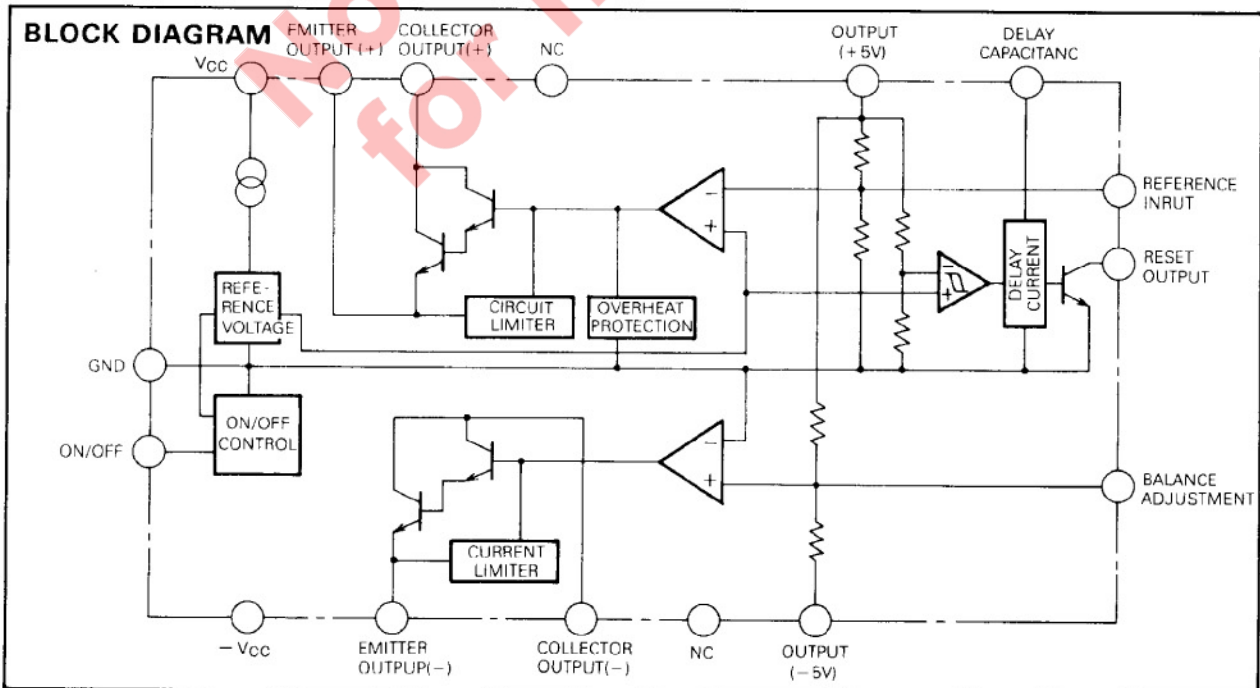 BLOCK DIAGRAM
EMITTER
OUTPUT (+)
COLLECTOR
OUTPUT(+)
NC
OUTPUT
(+5V)
DELAY
CAPACITANC
VCC
REFERENCE
INRUT
RESET
OUTPUT
REFE-
RENCE
VOLTAGE
CIRCUIT
LIMITER
OVERHEAT
PROTECTION
DELAY
CURRENT
−
+
−
+
GND
ON/OFF
CONTROL
ON/OFF
−
+
BALANCE
ADJUSTMENT
CURRENT
LIMITER
−VCC
EMITTER
OUTPUP(−)
COLLECTOR
OUTPUT(−)
NC
OUTPUT
(−5V)
for